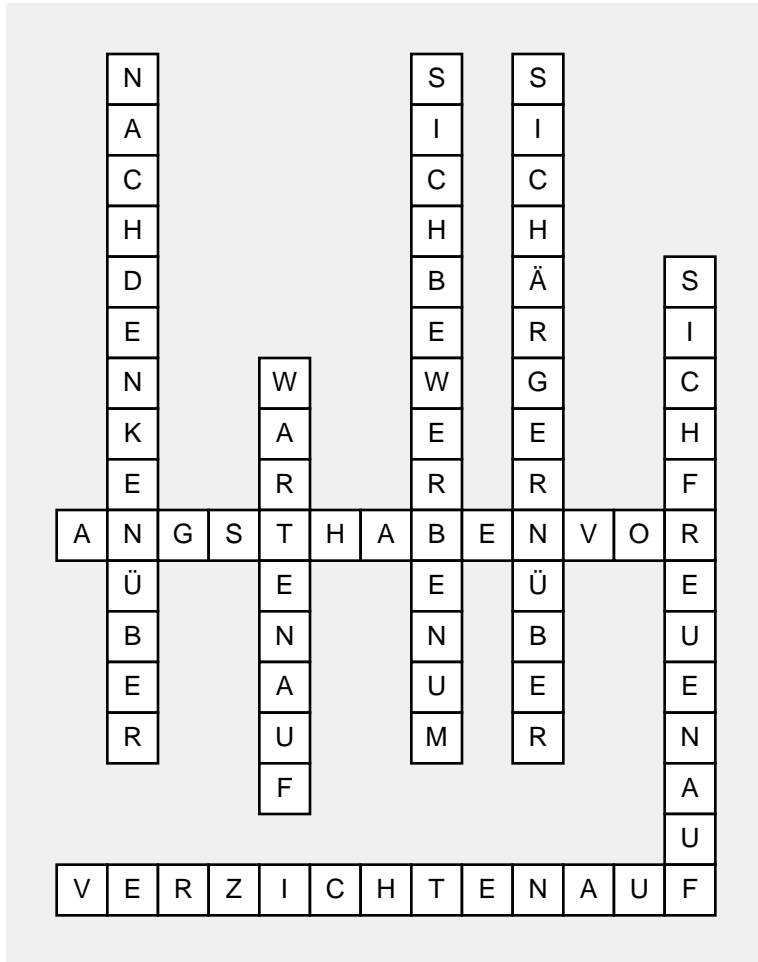 NACHDENKENÜBER
SICHBEWERBENUM
SICHÄRGERNÜBER
SICHFREUENAUF
WARTENAUF
ANGSTHABENVOR
VERZICHTENAUF